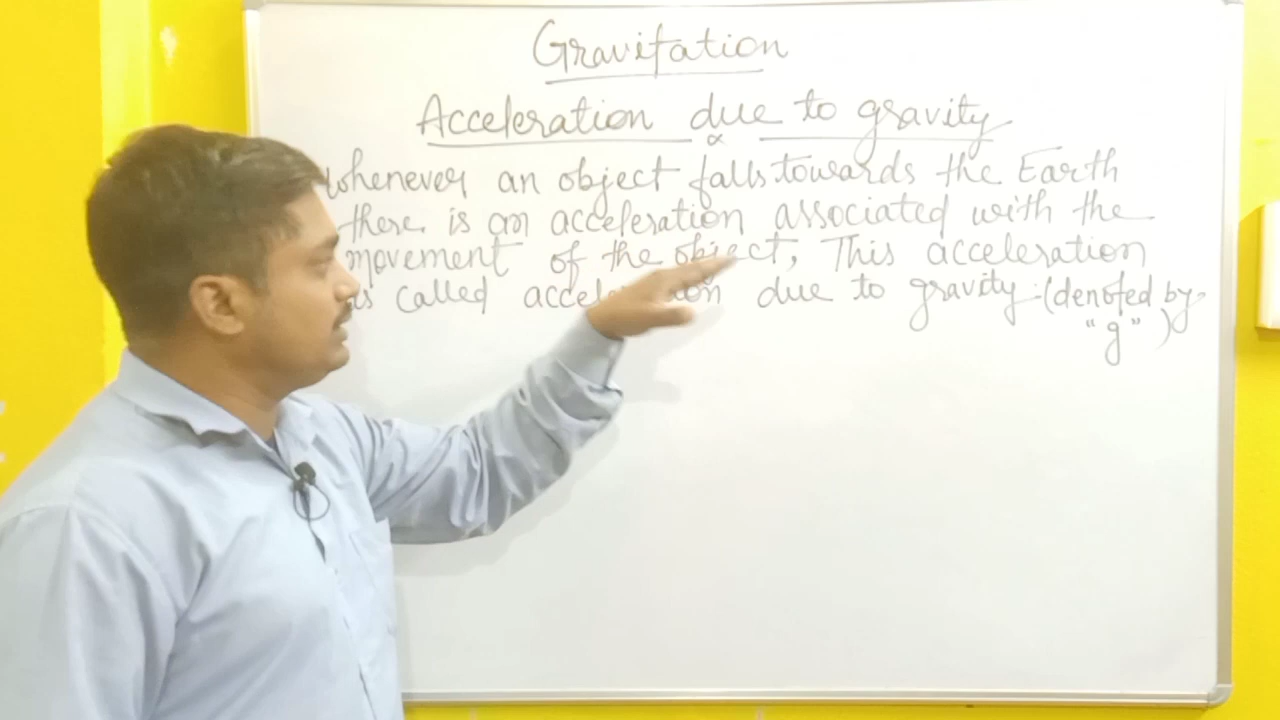 Gravitation
Acceleration due to gravity
∝
whenever an object falls towards the Earth
there is an acceleration associated with the
movement of the object, This acceleration
is called due to gravity (denoted by
"g")